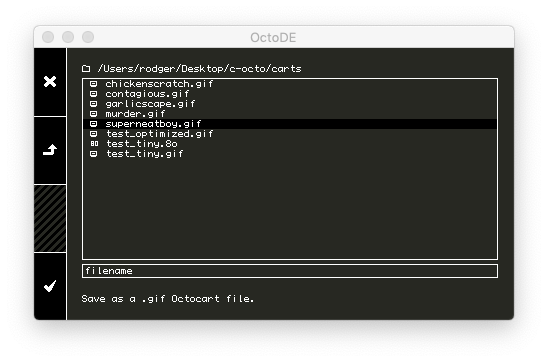 OctoDE
/Users/rodger/Desktop/c-octo/carts
chickenscratch.gif
contagious.gif
garlicscape.gif
murder.gif
superneatboy.gif
test_optimized.gif
80 test_tiny.8o
test_tiny.gif
filename
Save as a .gif Octocart file.